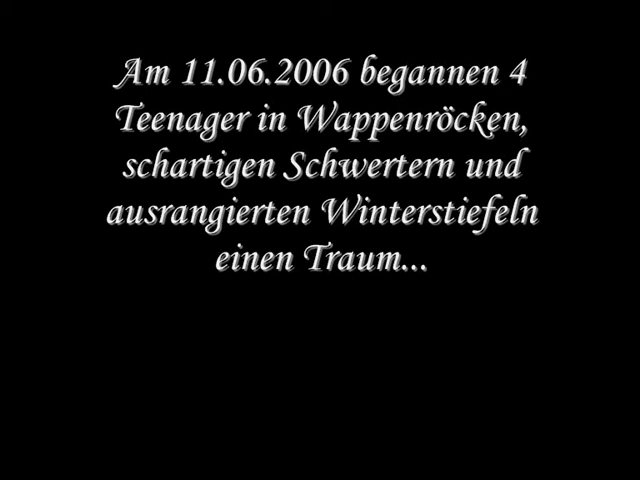 Am 11.06.2006 begannen 4
Teenager in Wappenröcken,
schartigen Schwertern und
ausrangierten Winterstiefeln
einen Traum...